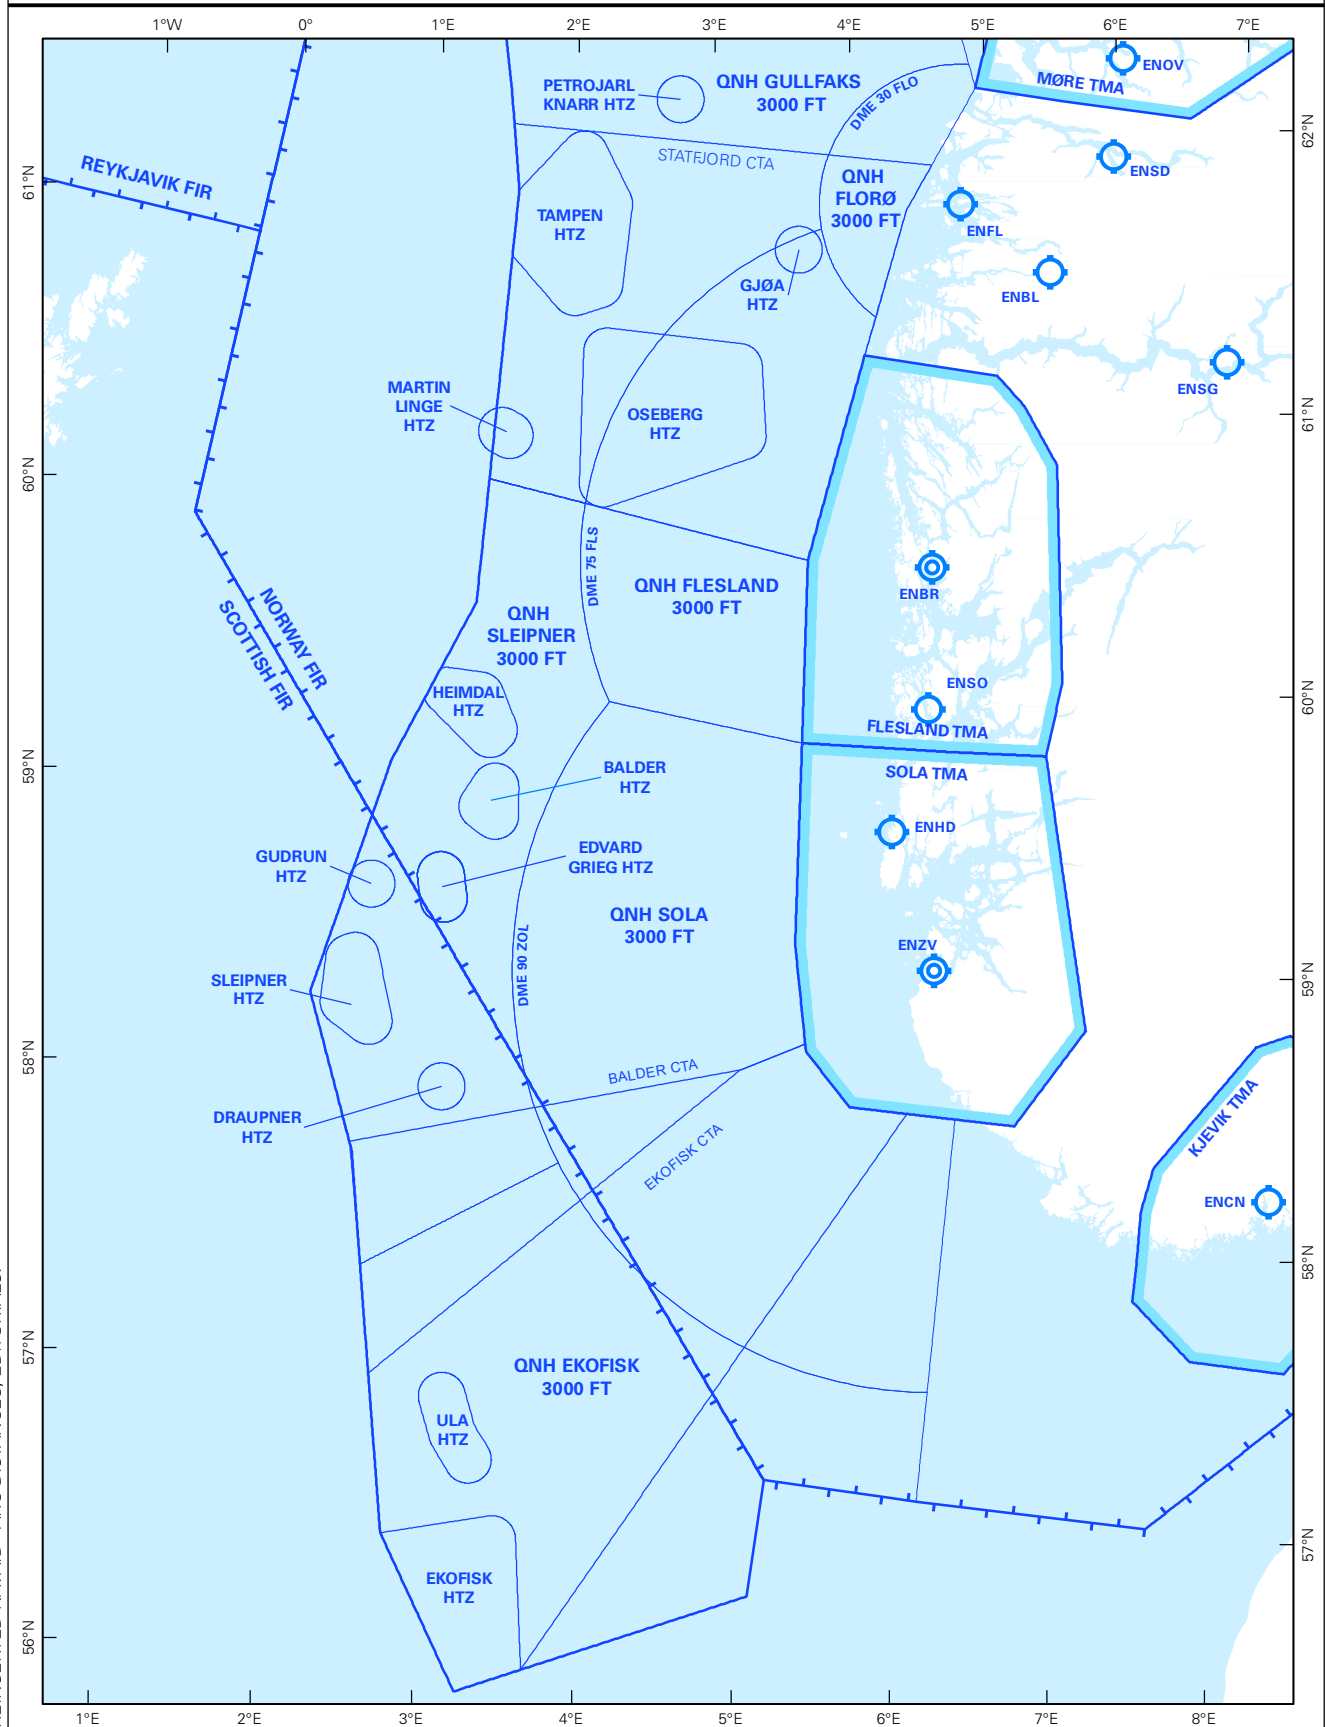 1°W
0°
1°E
2°E
3°E
4°E
5°E
6°E
7°E
PETROJARL
KNARR HTZ
QNH GULLFAKS
3000 FT
DME 30 FLO
MØRE TMA
ENOV
62°N
STATFJORD CTA
ENSD
61°N
REYKJAVIK FIR
QNH
FLORØ
3000 FT
TAMPEN
HTZ
ENFL
GJØA
HTZ
ENBL
MARTIN
LINGE
HTZ
OSEBERG
HTZ
ENSG
61°N
60°N
DME 75 FLS
QNH FLESLAND
3000 FT
ENBR
NORWAY FIR
SCOTTISH FIR
QNH
SLEIPNER
3000 FT
HEIMDAL
HTZ
ENSO
60°N
FLESLAND TMA
59°N
SOLA TMA
BALDER
HTZ
ENHD
GUDRUN
HTZ
EDVARD
GRIEG HTZ
QNH SOLA
3000 FT
DME 90 ZOL
ENZV
SLEIPNER
HTZ
59°N
58°N
BALDER CTA
DRAUPNER
HTZ
EKOFISK CTA
KJEVIK TMA
ENCN
58°N
57°N
QNH EKOFISK
3000 FT
ULA
HTZ
57°N
EKOFISK
HTZ
56°N
1°E
2°E
3°E
4°E
5°E
6°E
7°E
8°E